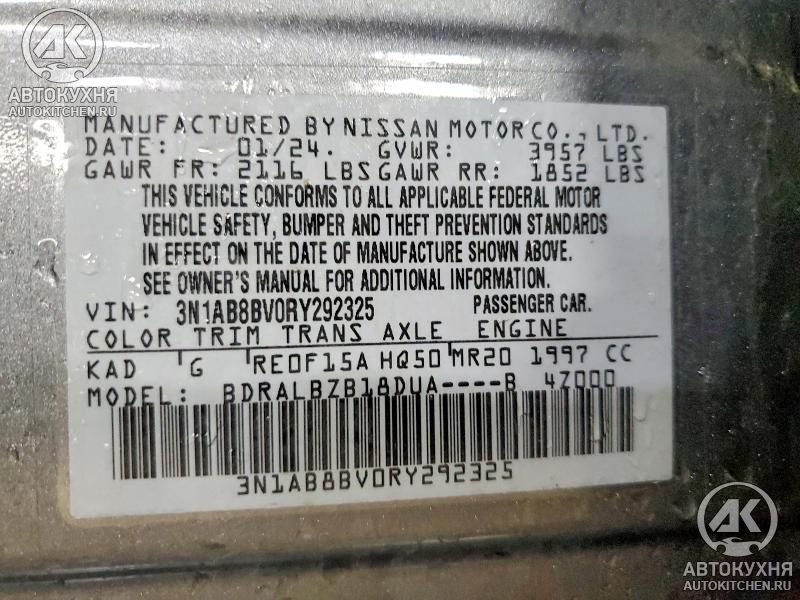 AK
АВТОКУХНЯ
AUTOKITCHEN.RU
MANUFACTURED BY NISSAN MOTOR CO., LTD.
DATE: 01/24. GVWR: 3957 LBS
GAWR FR: 2116 LBS GAWR RR: 1852 LBS
THIS VEHICLE CONFORMS TO ALL APPLICABLE FEDERAL MOTOR
VEHICLE SAFETY, BUMPER AND THEFT PREVENTION STANDARDS
IN EFFECT ON THE DATE OF MANUFACTURE SHOWN ABOVE.
SEE OWNER'S MANUAL FOR ADDITIONAL INFORMATION.
VIN: 3N1AB8BV0RY292325 PASSENGER CAR.
COLOR TRIM TRANS AXLE ENGINE
KAD G RE0F15A HQ50 MR20 1997 CC
MODEL: BDRALBZB18DUA----B 4Z000
3N1AB8BV0RY292325
AK
АВТОКУХНЯ
AUTOKITCHEN.RU